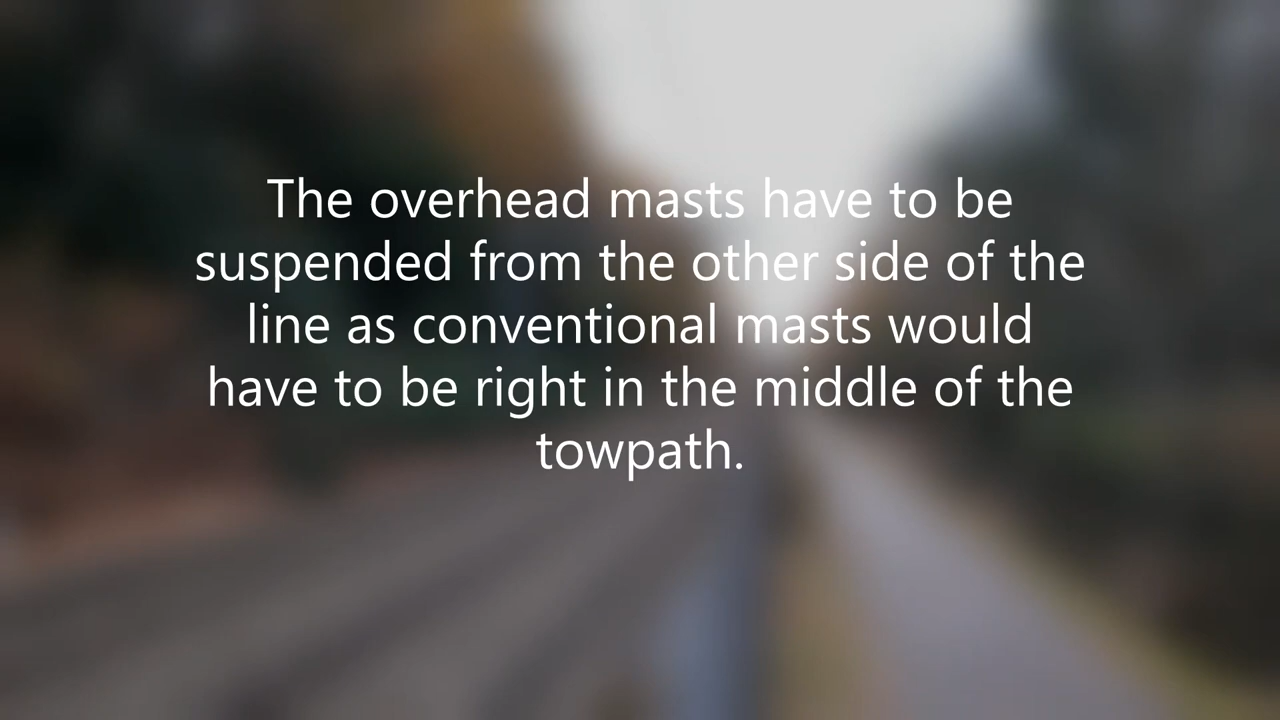 The overhead masts have to be
suspended from the other side of the
line as conventional masts would
have to be right in the middle of the
towpath.